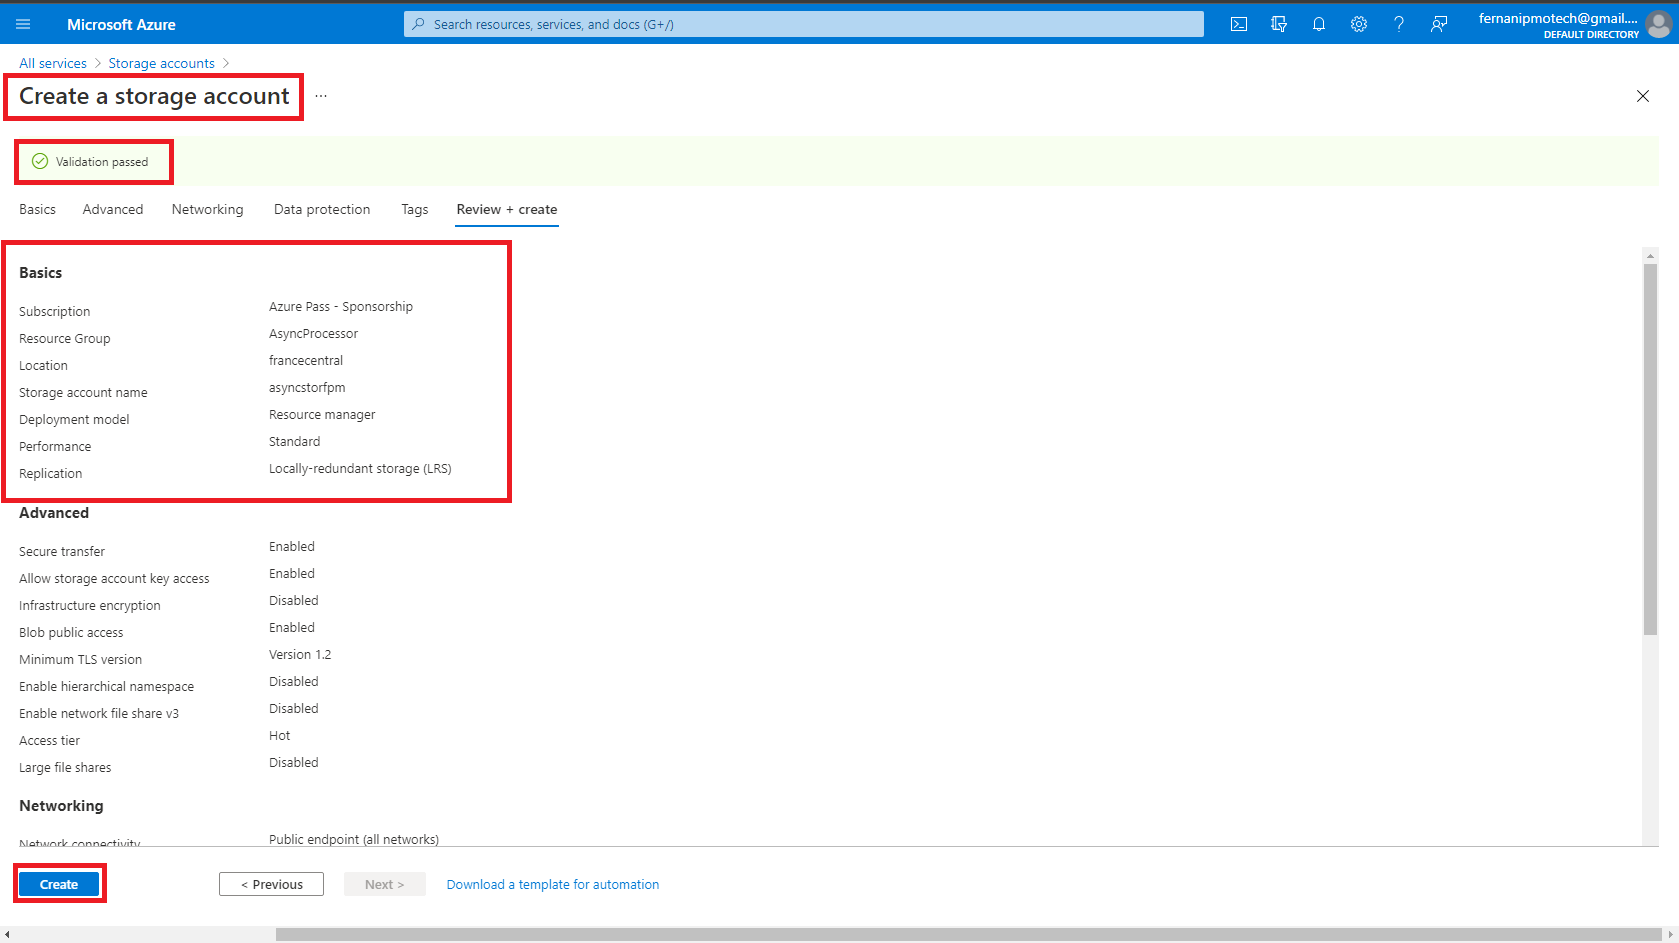 Microsoft Azure
Search resources, services, and docs (G+/)
fernanipmotech@gmail....
DEFAULT DIRECTORY
All services > Storage accounts >
Create a storage account ...
Validation passed
Basics Advanced Networking Data protection Tags Review + create
Basics
Subscription Azure Pass - Sponsorship
Resource Group AsyncProcessor
Location francecentral
Storage account name asyncstorfpm
Deployment model Resource manager
Performance Standard
Replication Locally-redundant storage (LRS)
Advanced
Secure transfer Enabled
Allow storage account key access Enabled
Infrastructure encryption Disabled
Blob public access Enabled
Minimum TLS version Version 1.2
Enable hierarchical namespace Disabled
Enable network file share v3 Disabled
Access tier Hot
Large file shares Disabled
Networking
Network connectivity Public endpoint (all networks)
Create < Previous Next > Download a template for automation